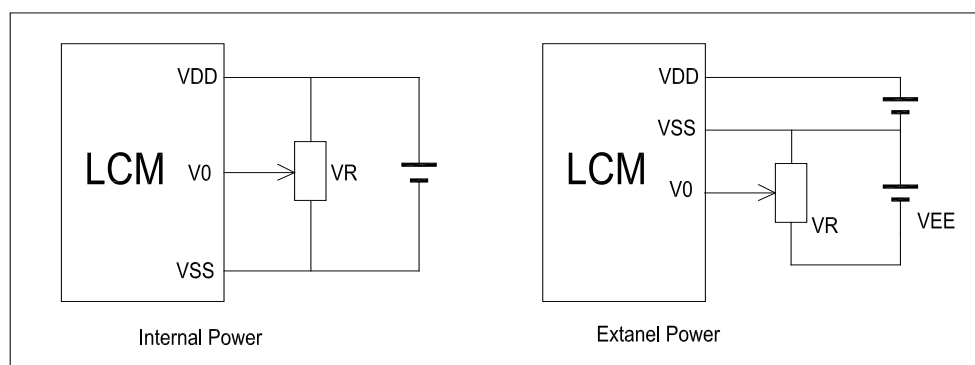 VDD
LCM
V0
VR
VSS
Internal Power
VDD
VSS
LCM
V0
VR
VEE
Extanel Power